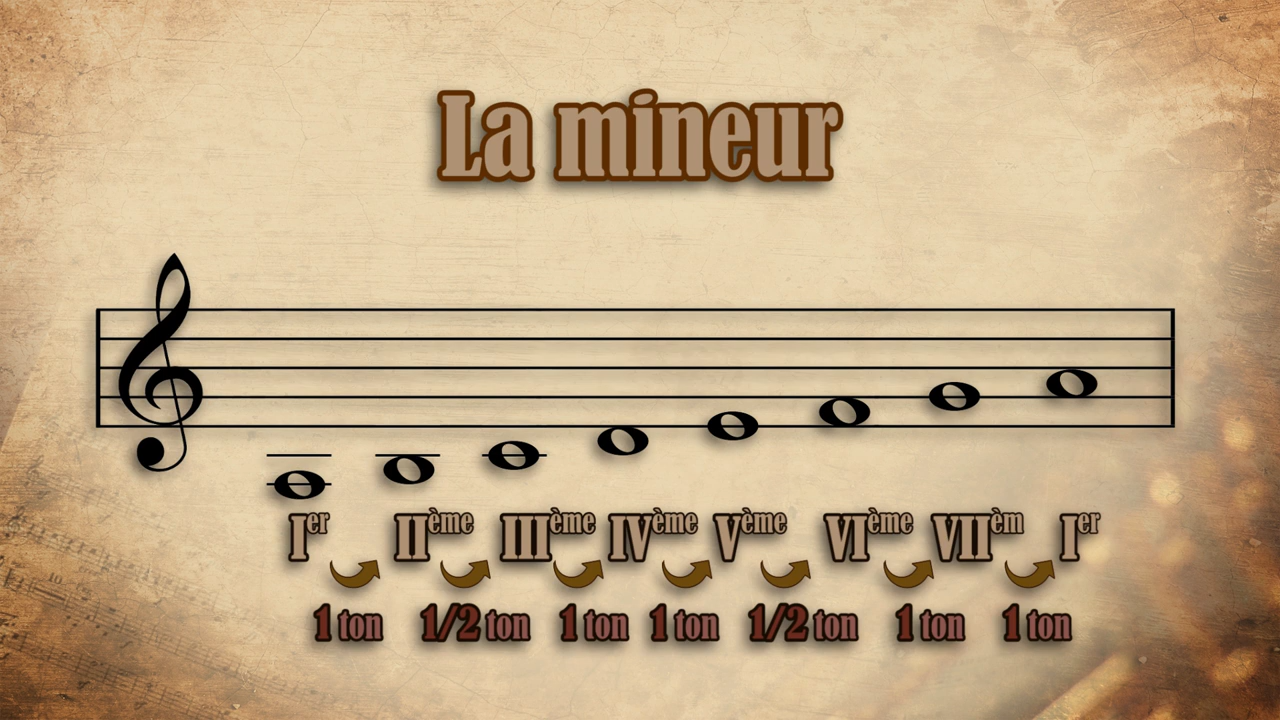 La mineur
Ier IIème IIIème IVème Vème VIème VIIèm Ier
1 ton 1/2 ton 1 ton 1 ton 1/2 ton 1 ton 1 ton